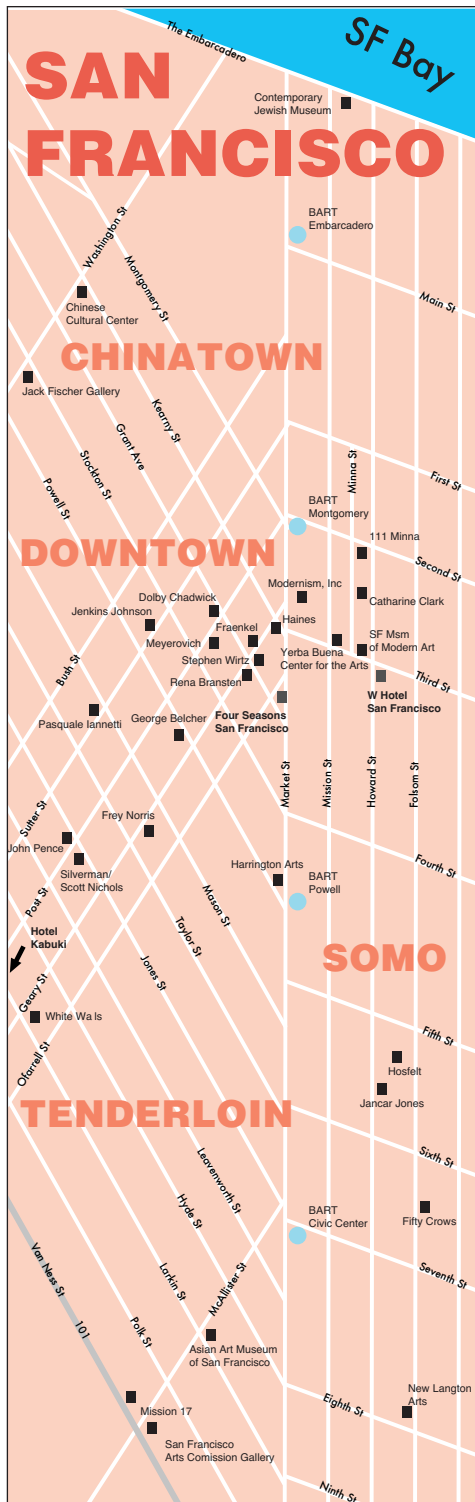 The Embarcadero
SF Bay
SAN
FRANCISCO
Contemporary
Jewish Museum
BART
Embarcadero
Washington St
Montgomery St
Main St
Chinese
Cultural Center
CHINATOWN
Jack Fischer Gallery
Kearny St
Grant Ave
Stockton St
Powell St
Minna St
First St
BART
Montgomery
DOWNTOWN
111 Minna
Second St
Modernism, Inc
Dolby Chadwick
Catharine Clark
Jenkins Johnson
Haines
Fraenkel
Meyerovich
SF Msm
of Modern Art
Yerba Buena
Center for the Arts
Stephen Wirtz
Third St
Rena Bransten
Bush St
W Hotel
San Francisco
Pasquale Iannetti
George Belcher
Four Seasons
San Francisco
Market St
Mission St
Howard St
Folsom St
Sutter St
Frey Norris
John Pence
Silverman/
Scott Nichols
Harrington Arts
Fourth St
BART
Powell
Post St
Mason St
Taylor St
Jones St
Hotel
Kabuki
SOMO
Geary St
White Wa ls
Ofarrell St
Fifth St
Hosfelt
Jancar Jones
TENDERLOIN
Sixth St
Leavenworth St
Hyde St
BART
Civic Center
Fifty Crows
Seventh St
Van Ness St
101
Larkin St
McAllister St
Polk St
Asian Art Museum
of San Francisco
Mission 17
Eighth St
New Langton
Arts
San Francisco
Arts Comission Gallery
Ninth St